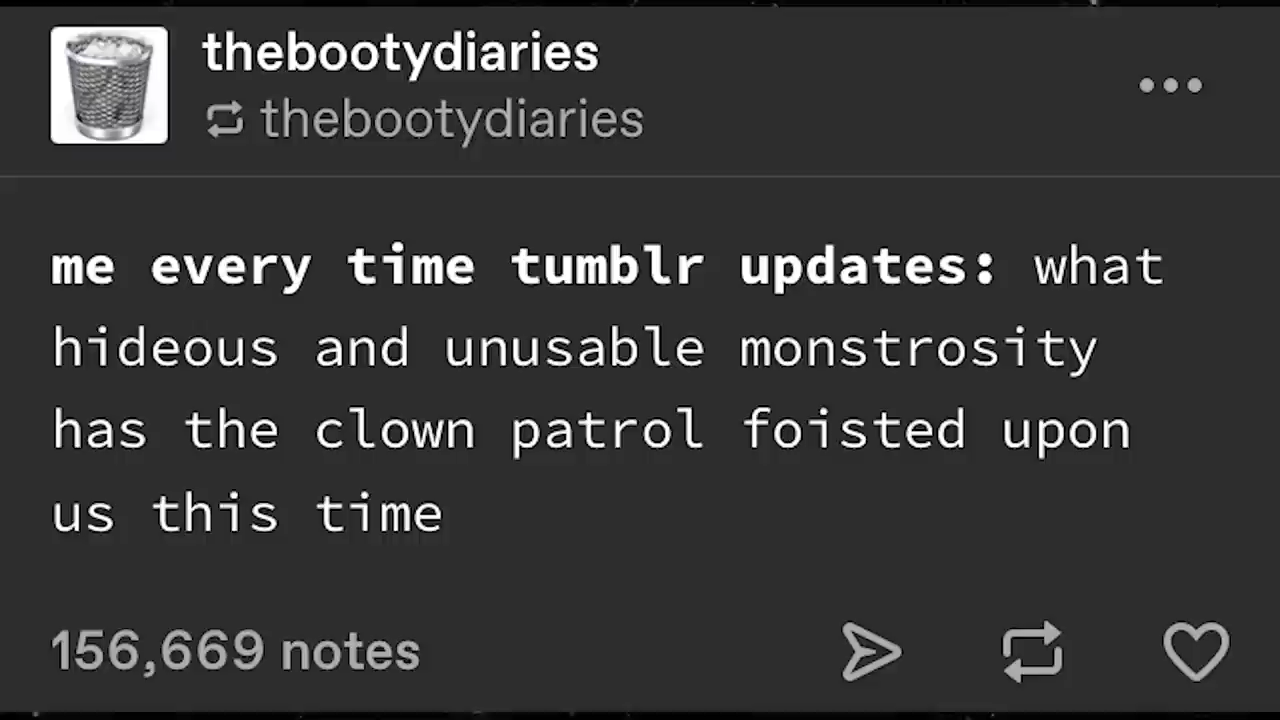 thebootydiaries
thebootydiaries
me every time tumblr updates: what
hideous and unusable monstrosity
has the clown patrol foisted upon
us this time
156,669 notes